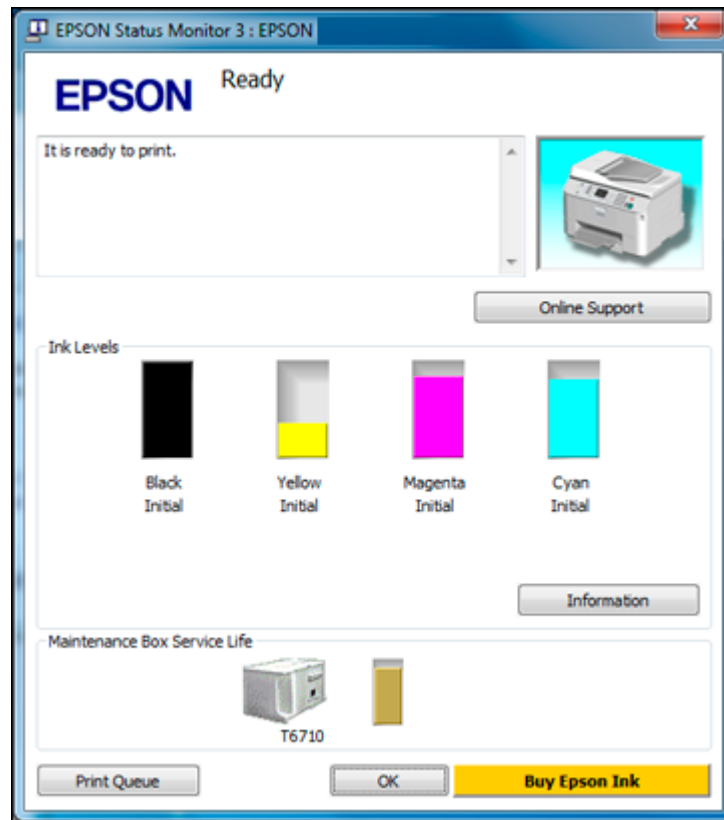 EPSON Status Monitor 3 : EPSON
EPSON
Ready
It is ready to print.
Online Support
Ink Levels
Black Yellow Magenta Cyan
Initial Initial Initial Initial
Information
Maintenance Box Service Life
T6710
Print Queue OK Buy Epson Ink